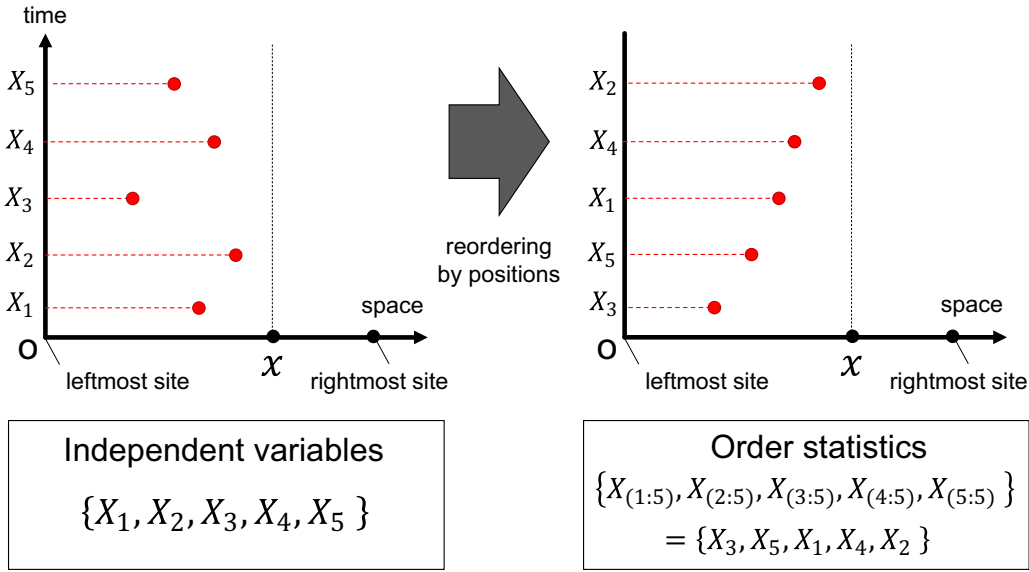 time
X₅
X₄
X₃
X₂
X₁
O
x
space
leftmost site
rightmost site
reordering
by positions
X₂
X₄
X₁
X₅
X₃
O
x
space
leftmost site
rightmost site
Independent variables
{X₁, X₂, X₃, X₄, X₅ }
Order statistics
{X₍₁:₅₎, X₍₂:₅₎, X₍₃:₅₎, X₍₄:₅₎, X₍₅:₅₎ }
= {X₃, X₅, X₁, X₄, X₂ }